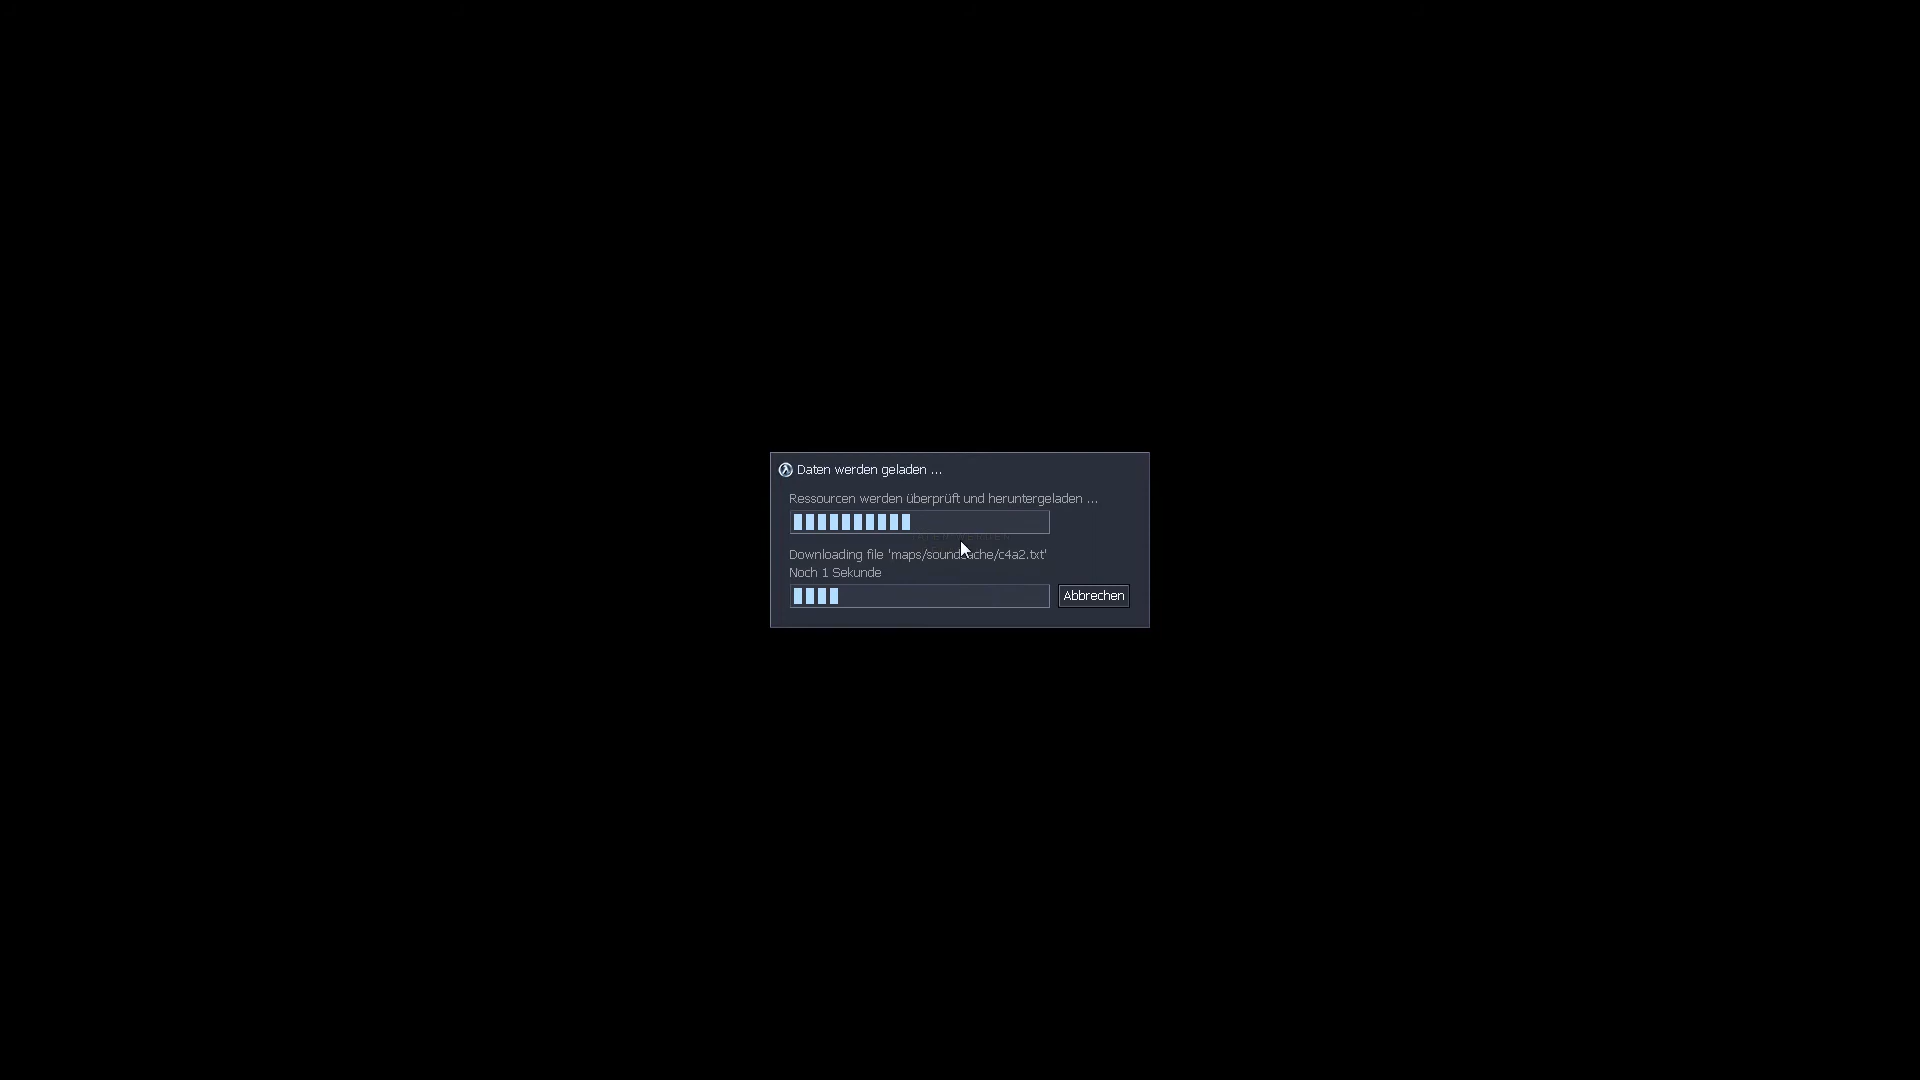 Daten werden geladen ...
Ressourcen werden überprüft und heruntergeladen ...
Downloading file 'maps/soundcache/c4a2.txt'
Noch 1 Sekunde
Abbrechen